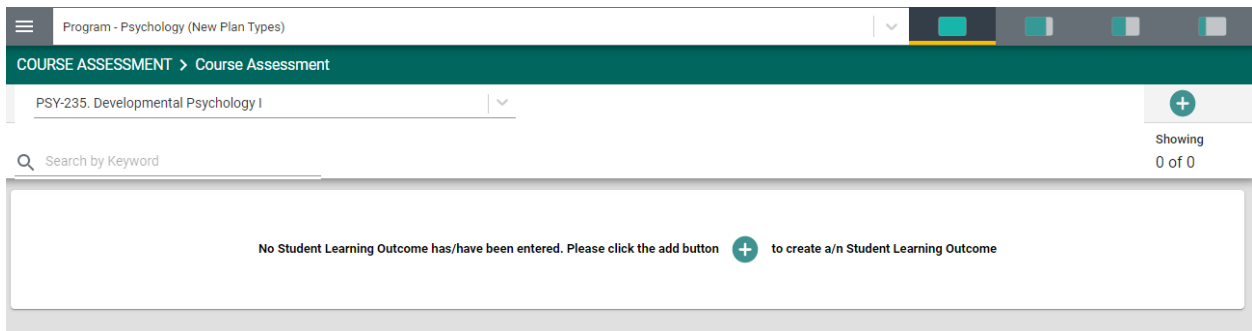 Program - Psychology (New Plan Types)
COURSE ASSESSMENT > Course Assessment
PSY-235. Developmental Psychology I
Showing
Search by Keyword
0 of 0
No Student Learning Outcome has/have been entered. Please click the add button + to create a/n Student Learning Outcome